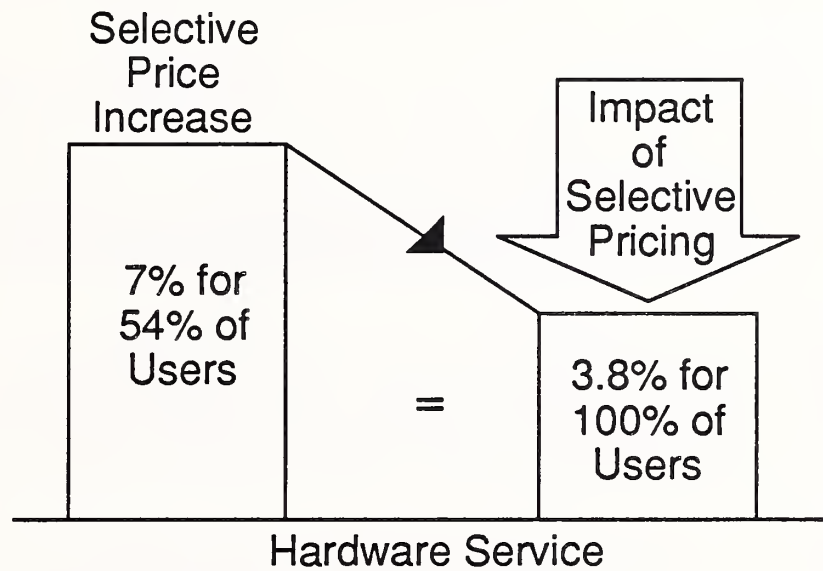 Selective
Price
Increase
Impact
of
Selective
Pricing
7% for
54% of
Users
=
3.8% for
100% of
Users
Hardware Service